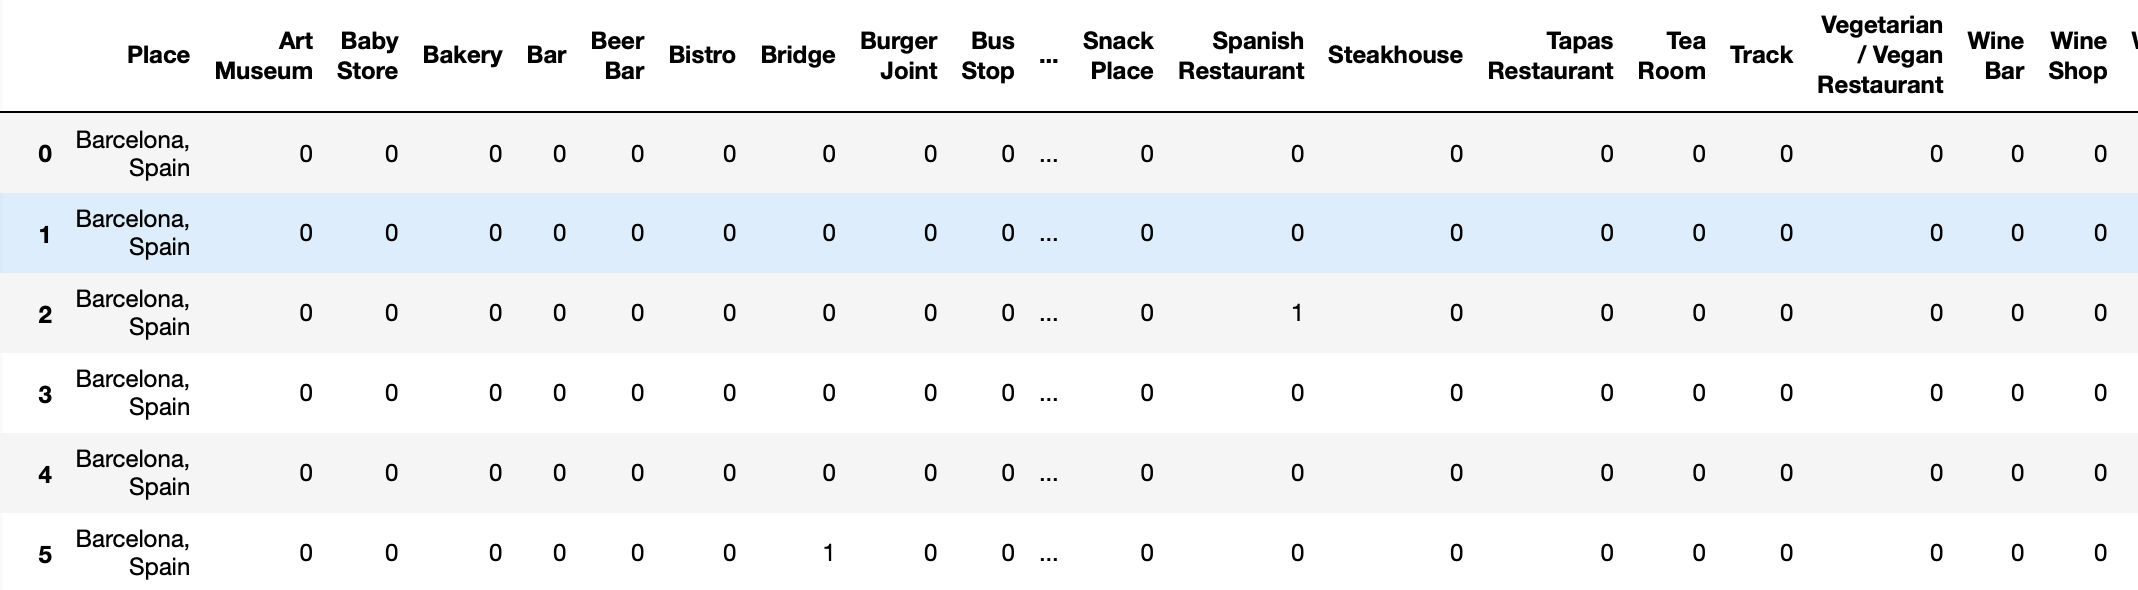 Place Art Museum Baby Store Bakery Bar Beer Bar Bistro Bridge Burger Joint Bus Stop ... Snack Place Spanish Restaurant Steakhouse Tapas Restaurant Tea Room Track Vegetarian / Vegan Restaurant Wine Bar Wine Shop
0 Barcelona, Spain 0 0 0 0 0 0 0 0 0 ... 0 0 0 0 0 0 0 0 0
1 Barcelona, Spain 0 0 0 0 0 0 0 0 0 ... 0 0 0 0 0 0 0 0 0
2 Barcelona, Spain 0 0 0 0 0 0 0 0 0 ... 0 1 0 0 0 0 0 0 0
3 Barcelona, Spain 0 0 0 0 0 0 0 0 0 ... 0 0 0 0 0 0 0 0 0
4 Barcelona, Spain 0 0 0 0 0 0 0 0 0 ... 0 0 0 0 0 0 0 0 0
5 Barcelona, Spain 0 0 0 0 0 0 1 0 0 ... 0 0 0 0 0 0 0 0 0